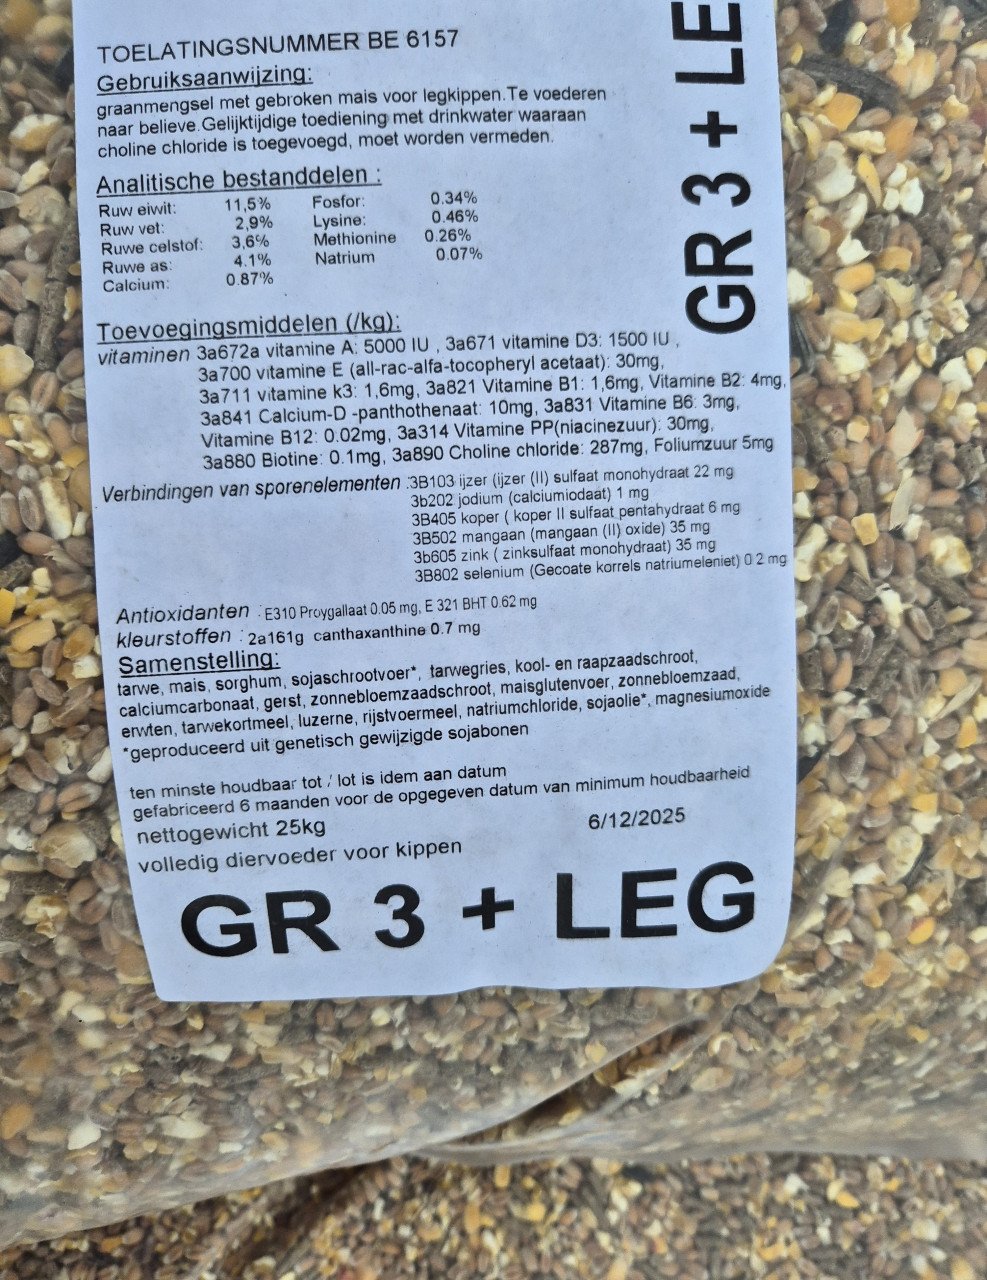 TOELATINGSNUMMER BE 6157
Gebruiksaanwijzing:
graanmengsel met gebroken mais voor legkippen.Te voederen
naar believe.Gelijktijdige toediening met drinkwater waaraan
choline chloride is toegevoegd, moet worden vermeden.
Analitische bestanddelen :
Ruw eiwit: 11,5% Fosfor: 0.34%
Ruw vet: 2,9% Lysine: 0.46%
Ruwe celstof: 3,6% Methionine 0.26%
Ruwe as: 4.1% Natrium 0.07%
Calcium: 0.87%
Toevoegingsmiddelen (/kg):
vitaminen 3a672a vitamine A: 5000 IU , 3a671 vitamine D3: 1500 IU ,
3a700 vitamine E (all-rac-alfa-tocopheryl acetaat): 30mg,
3a711 vitamine k3: 1,6mg, 3a821 Vitamine B1: 1,6mg, Vitamine B2: 4mg,
3a841 Calcium-D -panthothenaat: 10mg, 3a831 Vitamine B6: 3mg,
Vitamine B12: 0.02mg, 3a314 Vitamine PP(niacinezuur): 30mg,
3a880 Biotine: 0.1mg, 3a890 Choline chloride: 287mg, Foliumzuur 5mg
Verbindingen van sporenelementen :3B103 ijzer (ijzer (II) sulfaat monohydraat 22 mg
3b202 jodium (calciumiodaat) 1 mg
3B405 koper ( koper II sulfaat pentahydraat 6 mg
3B502 mangaan (mangaan (II) oxide) 35 mg
3b605 zink ( zinksulfaat monohydraat) 35 mg
3B802 selenium (Gecoate korrels natriumeleniet) 0.2 mg
Antioxidanten : E310 Proygallaat 0.05 mg, E 321 BHT 0.62 mg
kleurstoffen : 2a161g canthaxanthine 0.7 mg
Samenstelling:
tarwe, mais, sorghum, sojaschrootvoer*, tarwegries, kool- en raapzaadschroot,
calciumcarbonaat, gerst, zonnebloemzaadschroot, maisglutenvoer, zonnebloemzaad,
erwten, tarwekortmeel, luzerne, rijstvoermeel, natriumchloride, sojaolie*, magnesiumoxide
*geproduceerd uit genetisch gewijzigde sojabonen
ten minste houdbaar tot / lot is idem aan datum
gefabriceerd 6 maanden voor de opgegeven datum van minimum houdbaarheid
nettogewicht 25kg 6/12/2025
volledig diervoeder voor kippen
GR 3 + LEG
GR 3 + LE